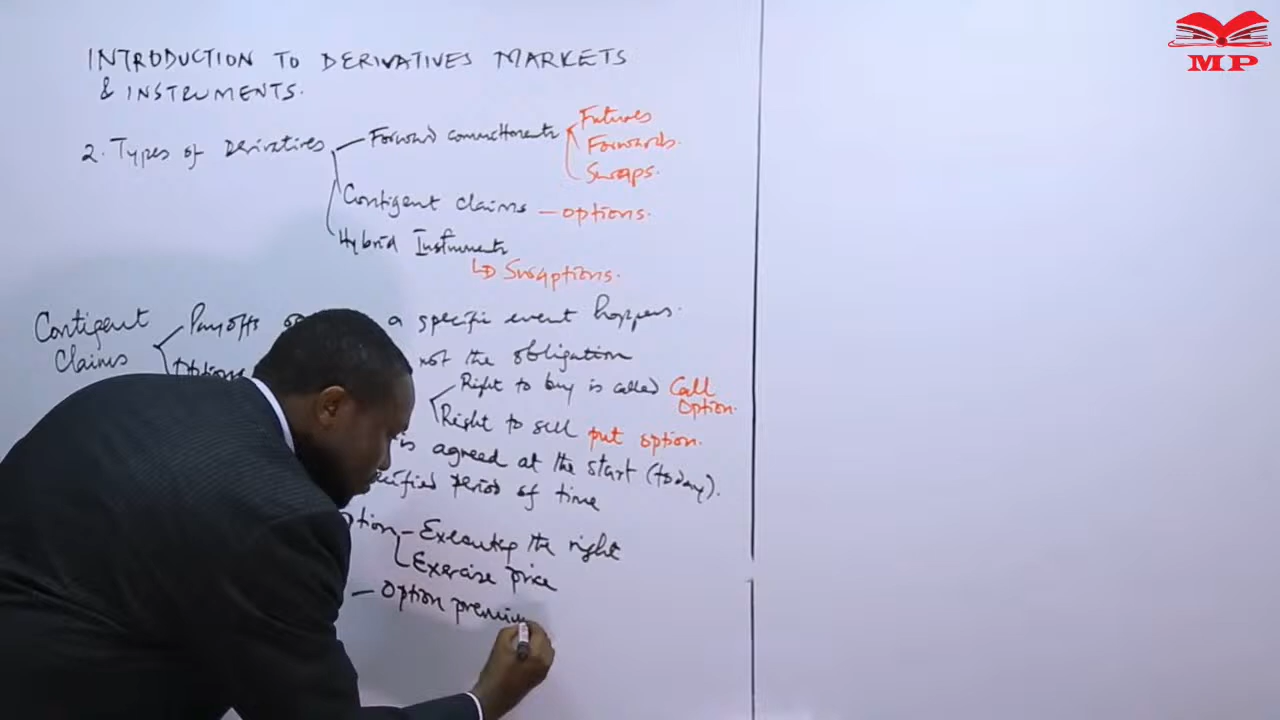 MP
INTRODUCTION TO DERIVATIVES MARKETS
& INSTRUMENTS.
2. Types of Derivatives
Forward commitments
Futures
Forwards.
Swaps.
Contigent claims – options.
Hybrid Instruments
Swaptions.
Contigent
Claims
Payoffs
a specific event happens.
Options
not the obligation
Right to buy is called Call
Option.
Right to sell put option.
is agreed at the start (today).
period of time
– Executing the right
Exercise price
– Option premium